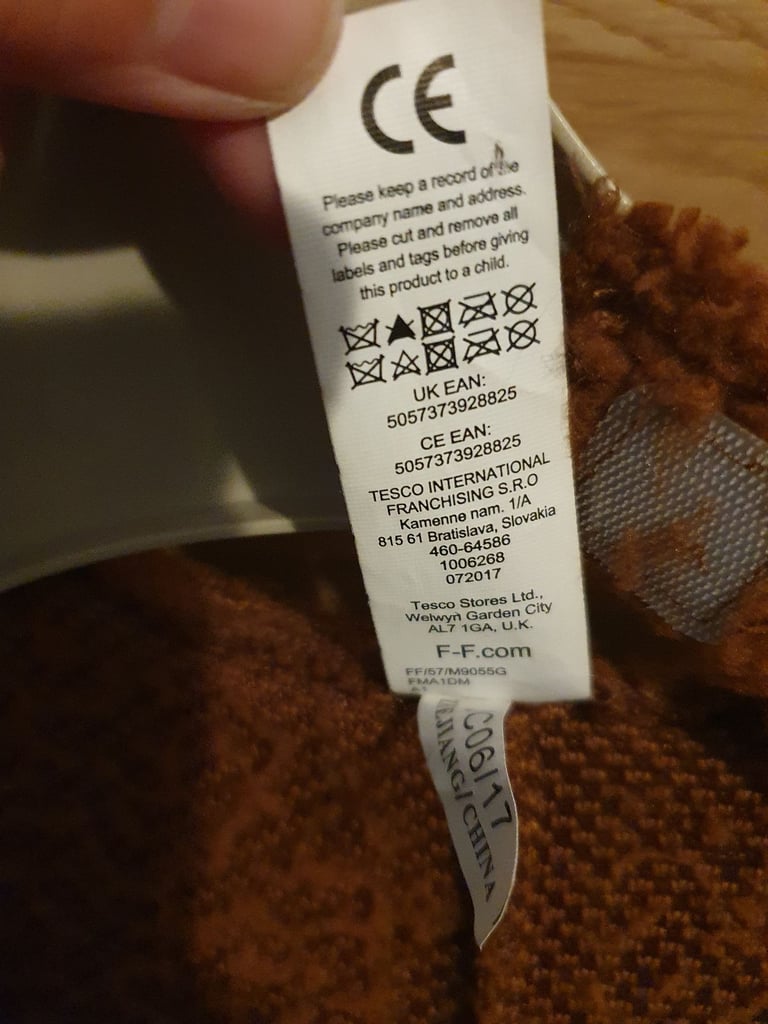 CE
Please keep a record of the
company name and address.
Please cut and remove all
labels and tags before giving
this product to a child.
UK EAN:
5057373928825
CE EAN:
5057373928825
TESCO INTERNATIONAL
FRANCHISING S.R.O
Kamenne nam. 1/A
815 61 Bratislava, Slovakia
460-64586
1006268
072017
Tesco Stores Ltd.,
Welwyn Garden City
AL7 1GA, U.K.
F-F.com
FF/57/M9055G
FMA1DM
C06/17
EJIANG/CHINA